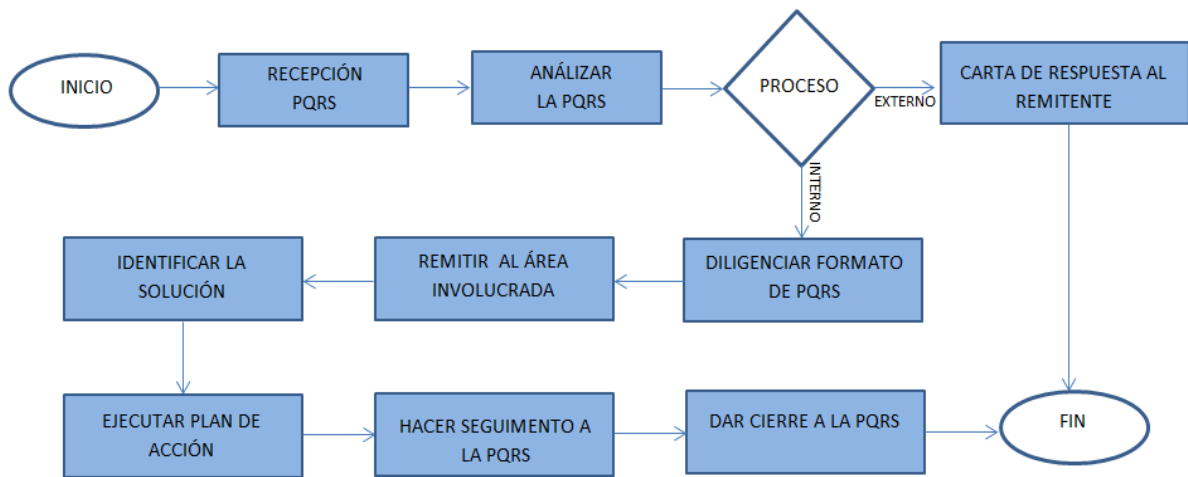 INICIO
RECEPCIÓN
PQRS
ANÁLIZAR
LA PQRS
PROCESO
EXTERNO
CARTA DE RESPUESTA AL
REMITENTE
INTERNO
DILIGENCIAR FORMATO
DE PQRS
REMITIR AL ÁREA
INVOLUCRADA
IDENTIFICAR LA
SOLUCIÓN
EJECUTAR PLAN DE
ACCIÓN
HACER SEGUIMENTO A
LA PQRS
DAR CIERRE A LA PQRS
FIN